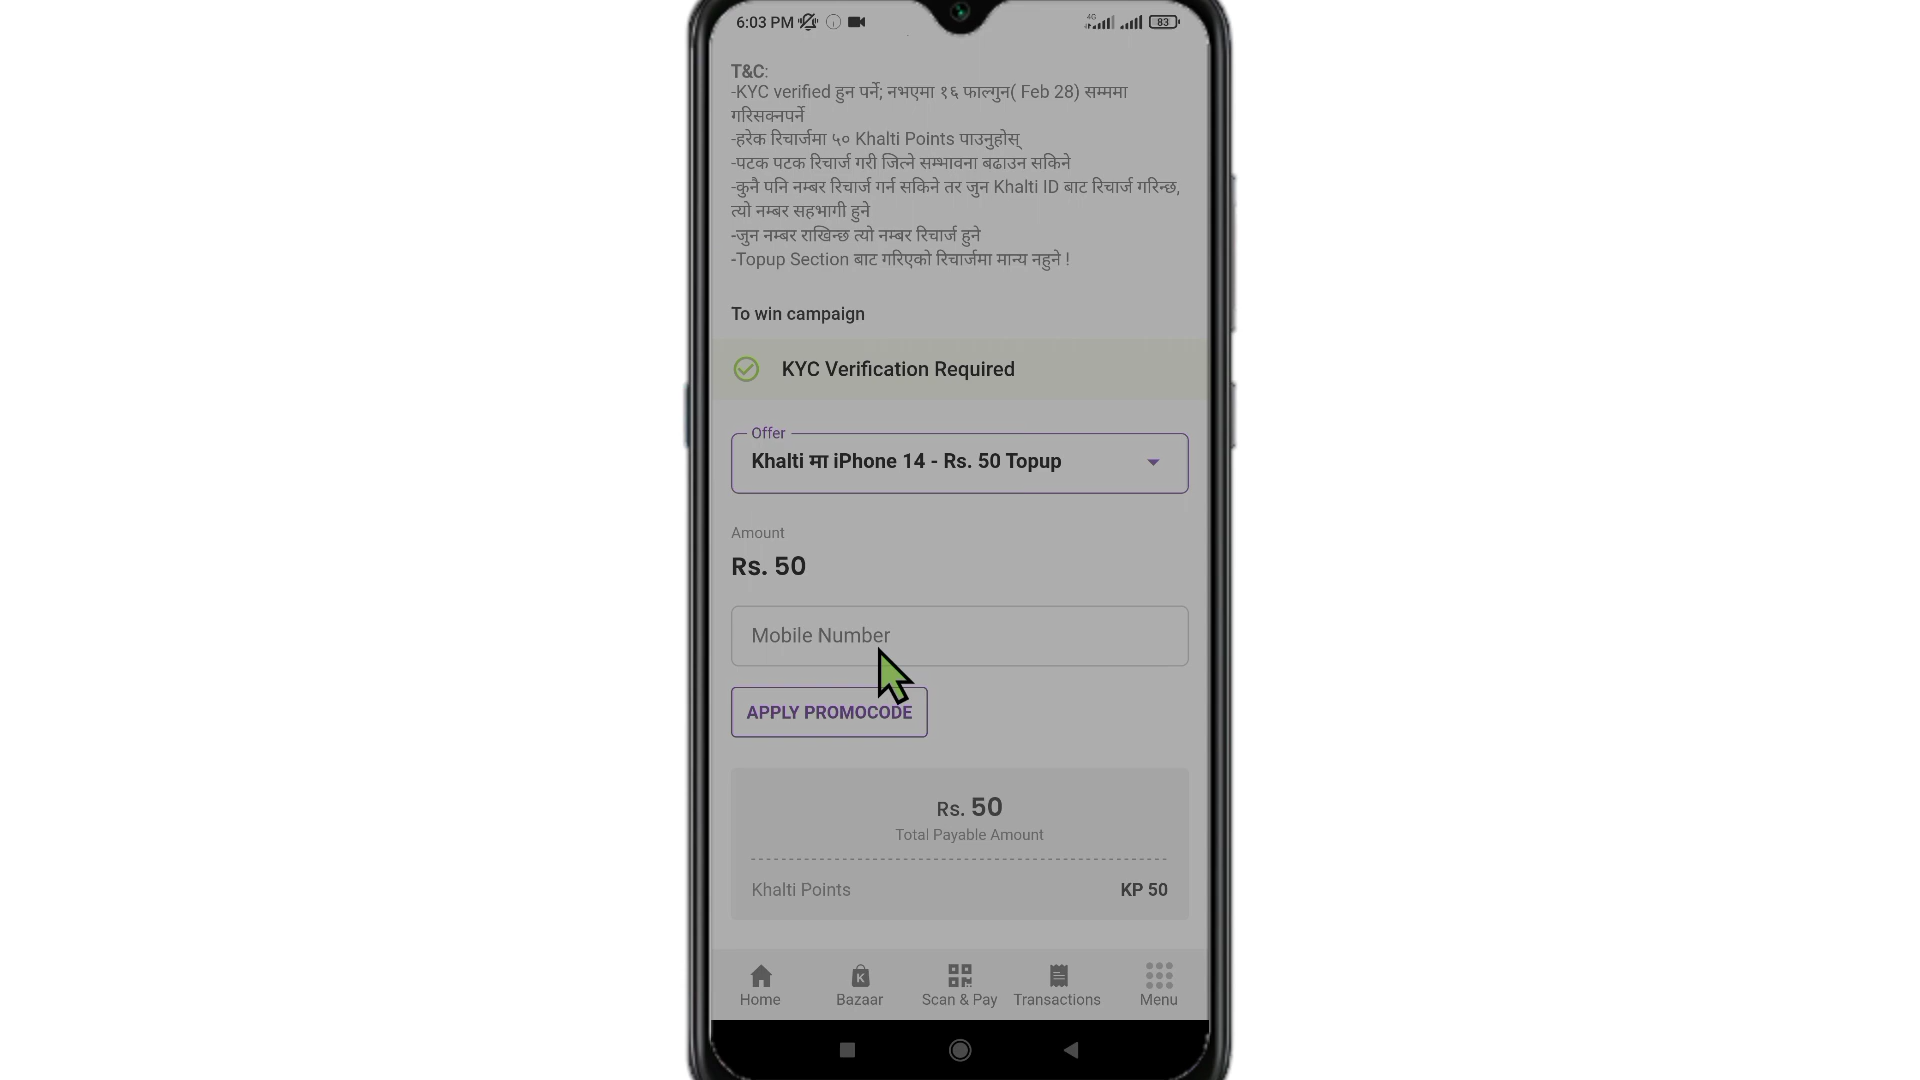 6:03 PM 4G 83
T&C:
-KYC verified हुन पर्ने; नभएमा १६ फाल्गुन( Feb 28) सम्ममा
गरिसक्नपर्ने
-हरेक रिचार्जमा ५० Khalti Points पाउनुहोस्
-पटक पटक रिचार्ज गरी जित्ने सम्भावना बढाउन सकिने
-कुनै पनि नम्बर रिचार्ज गर्न सकिने तर जुन Khalti ID बाट रिचार्ज गरिन्छ,
त्यो नम्बर सहभागी हुने
-जुन नम्बर राखिन्छ त्यो नम्बर रिचार्ज हुने
-Topup Section बाट गरिएको रिचार्जमा मान्य नहुने !
To win campaign
KYC Verification Required
Offer
Khalti मा iPhone 14 - Rs. 50 Topup
Amount
Rs. 50
Mobile Number
APPLY PROMOCODE
Rs. 50
Total Payable Amount
Khalti Points KP 50
Home Bazaar Scan & Pay Transactions Menu